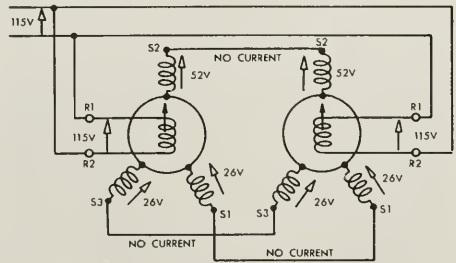 115V
S2
NO CURRENT
S2
52V
52V
R1
R1
115V
115V
R2
R2
26V
26V
26V
26V
S3
S1
S3
S1
NO CURRENT
NO CURRENT